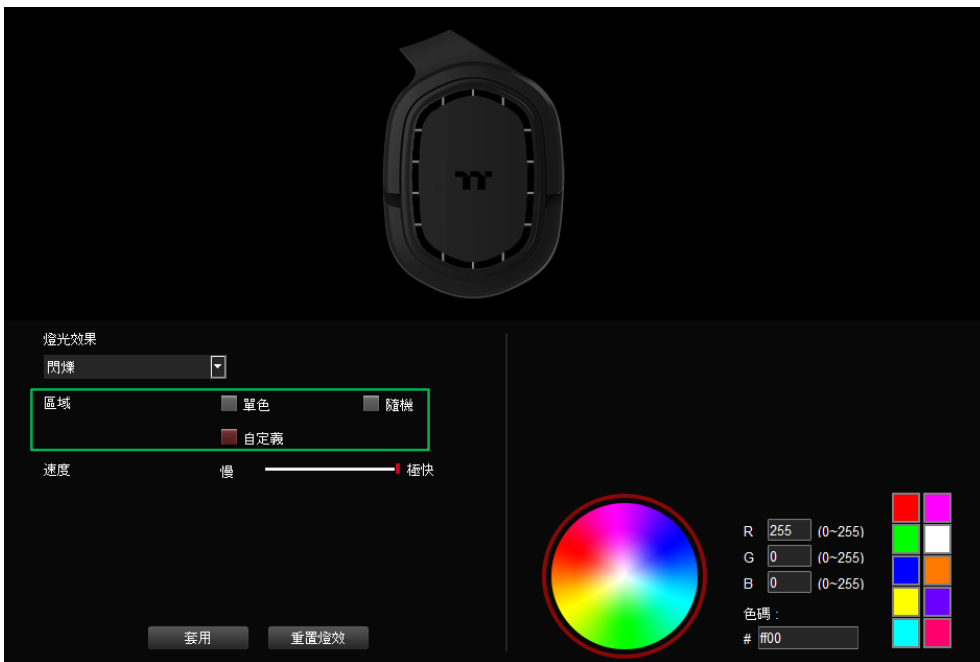 燈光效果
閃爍
區域 單色 隨機
自定義
速度 慢 極快
R 255 (0~255)
G 0 (0~255)
B 0 (0~255)
色碼 :
# ff00
套用 重置燈效